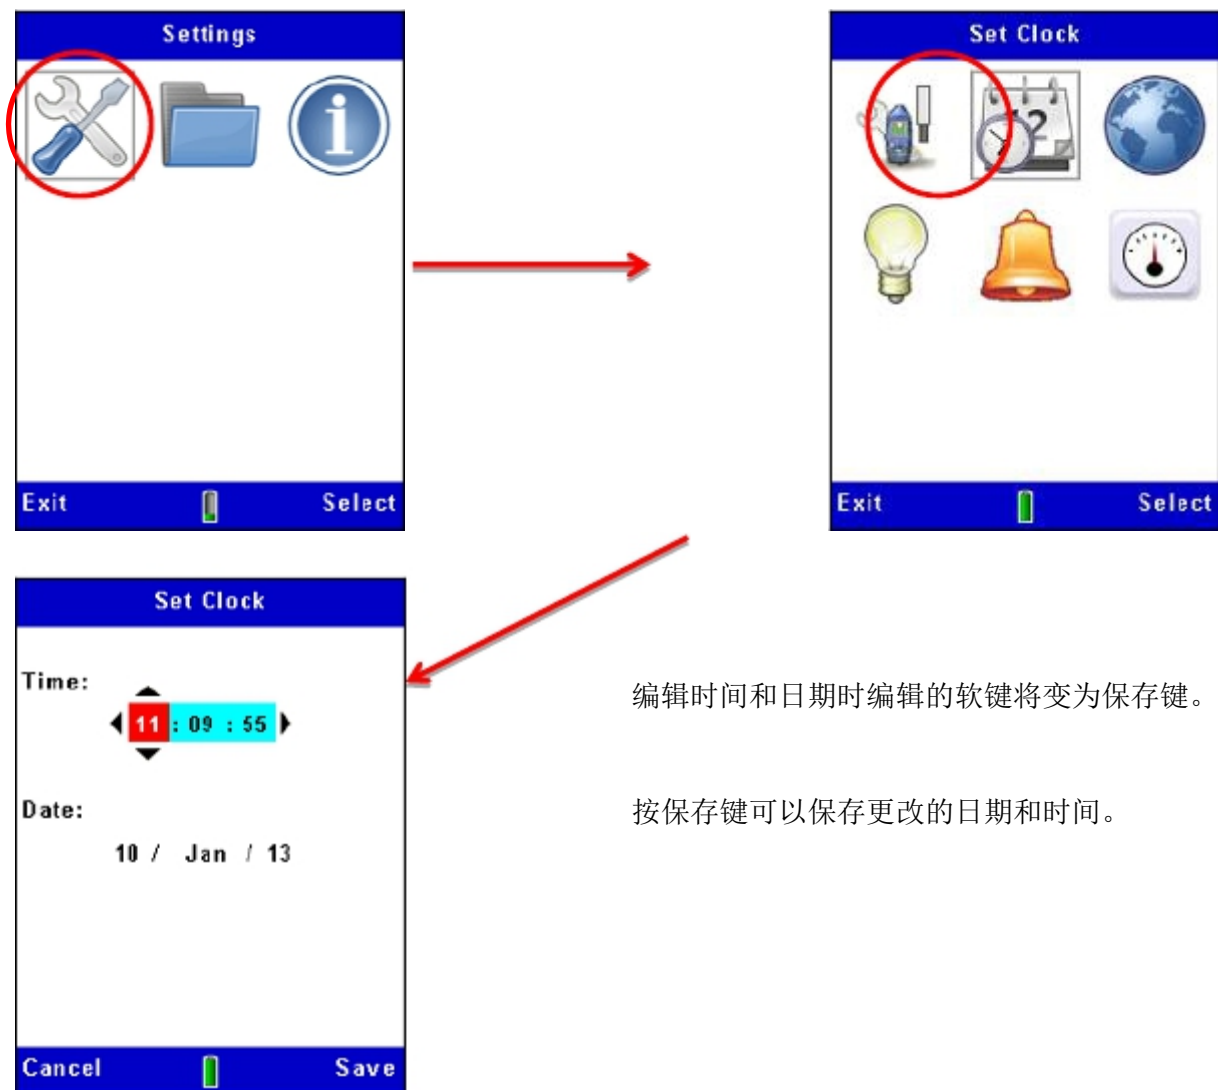 Settings
Exit Select
Set Clock
12
Exit Select
Set Clock
Time:
11 : 09 : 55
Date:
10 / Jan / 13
Cancel Save
编辑时间和日期时编辑的软键将变为保存键。
按保存键可以保存更改的日期和时间。